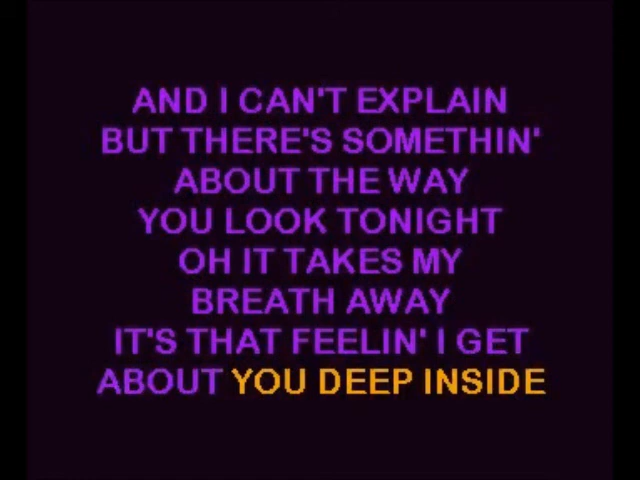 AND I CAN'T EXPLAIN
BUT THERE'S SOMETHIN'
ABOUT THE WAY
YOU LOOK TONIGHT
OH IT TAKES MY
BREATH AWAY
IT'S THAT FEELIN' I GET
ABOUT YOU DEEP INSIDE